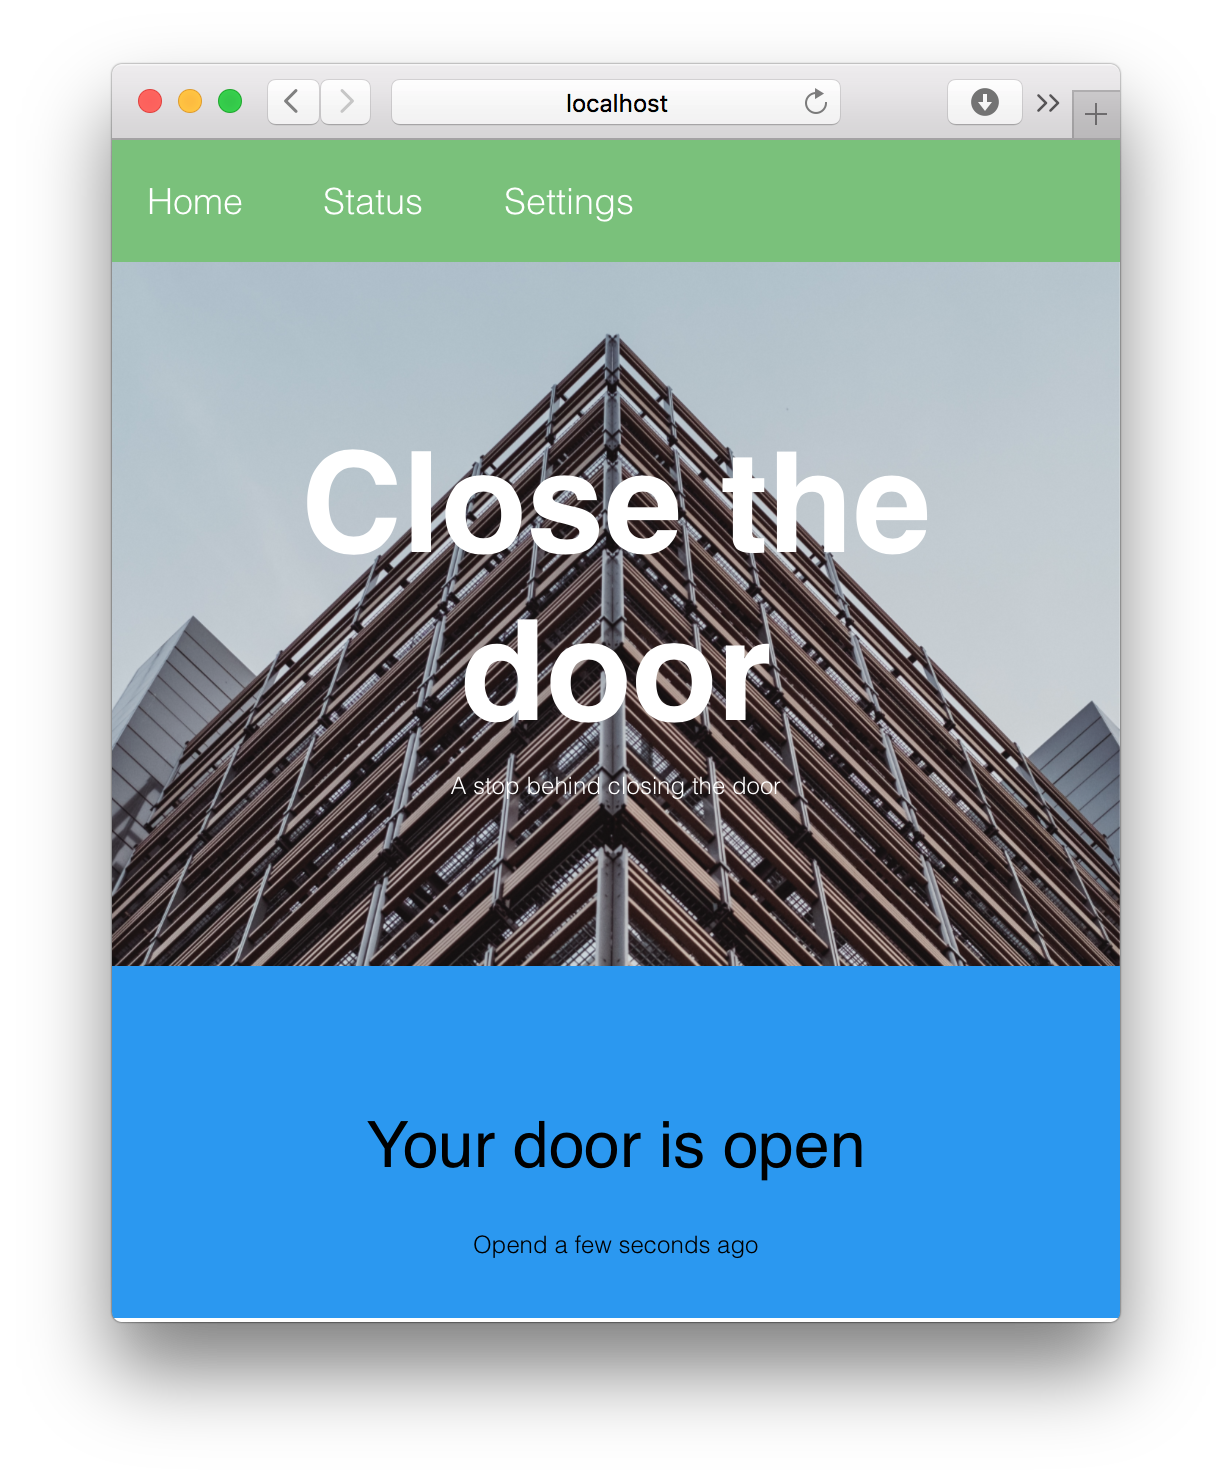 localhost
Home Status Settings
Close the
door
A stop behind closing the door
Your door is open
Opend a few seconds ago